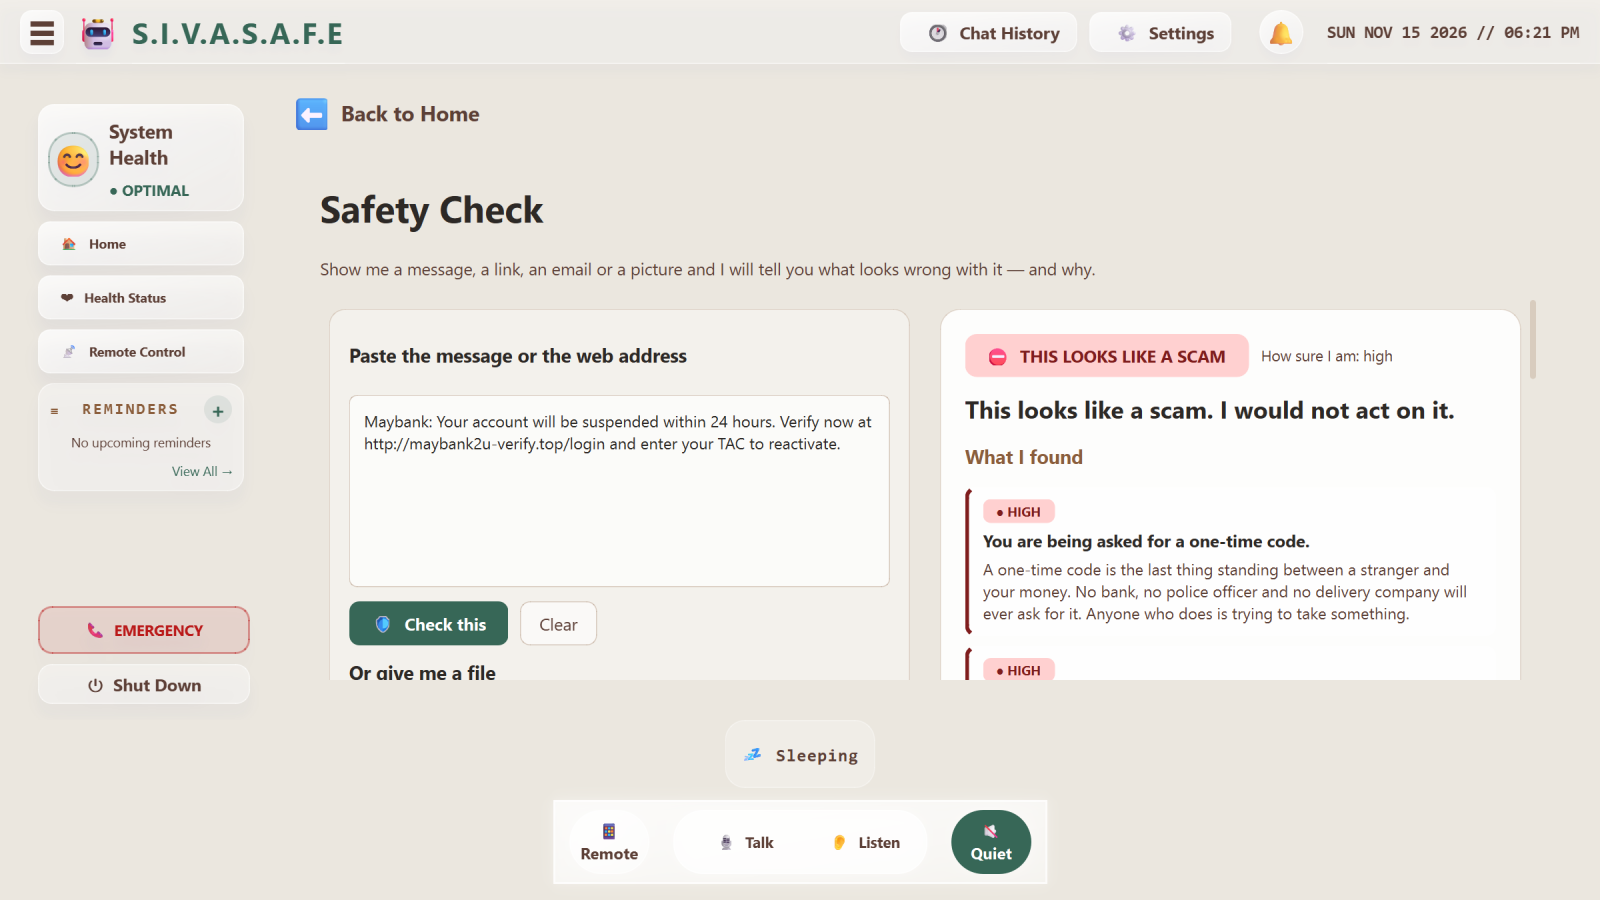 S.I.V.A.S.A.F.E
Chat History
Settings
SUN NOV 15 2026 // 06:21 PM
System
Health
● OPTIMAL
Home
Health Status
Remote Control
REMINDERS
+
No upcoming reminders
View All →
EMERGENCY
Shut Down
Back to Home
Safety Check
Show me a message, a link, an email or a picture and I will tell you what looks wrong with it — and why.
Paste the message or the web address
Maybank: Your account will be suspended within 24 hours. Verify now at
http://maybank2u-verify.top/login and enter your TAC to reactivate.
Check this
Clear
Or give me a file
THIS LOOKS LIKE A SCAM
How sure I am: high
This looks like a scam. I would not act on it.
What I found
● HIGH
You are being asked for a one-time code.
A one-time code is the last thing standing between a stranger and
your money. No bank, no police officer and no delivery company will
ever ask for it. Anyone who does is trying to take something.
● HIGH
Sleeping
Remote
Talk
Listen
Quiet